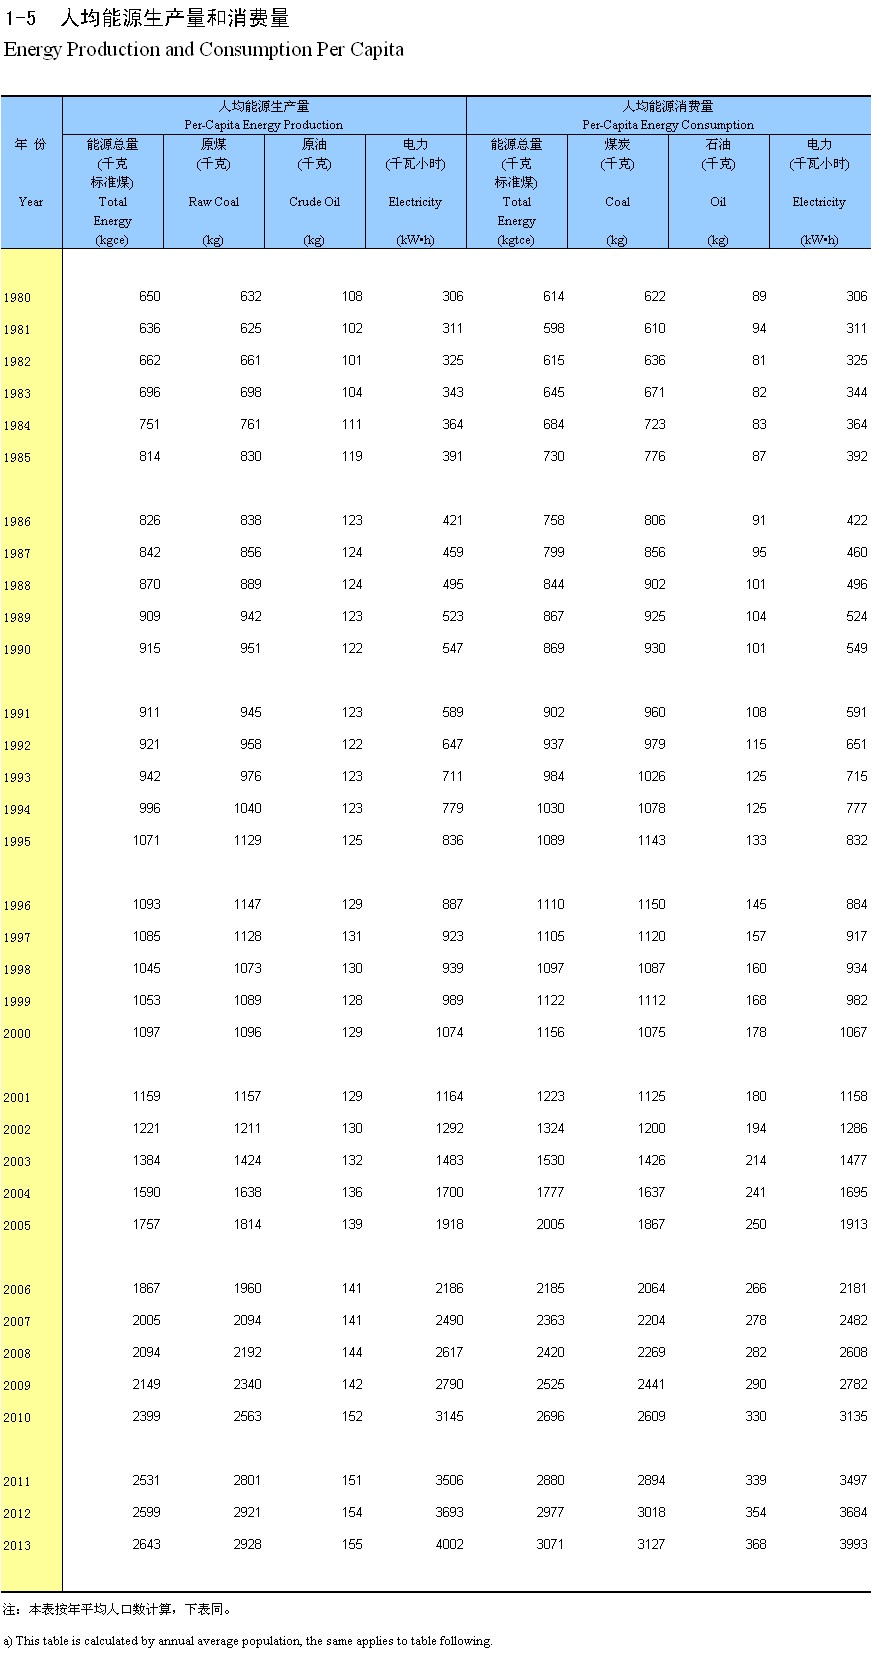 1-5 人均能源生产量和消费量
Energy Production and Consumption Per Capita
人均能源生产量 人均能源消费量
Per-Capita Energy Production Per-Capita Energy Consumption
年 份 能源总量 原煤 原油 电力 能源总量 煤炭 石油 电力
(千克 (千克) (千克) (千瓦小时) (千克 (千克) (千克) (千瓦小时)
标准煤) 标准煤)
Year Total Raw Coal Crude Oil Electricity Total Coal Oil Electricity
Energy Energy
(kgce) (kg) (kg) (kW•h) (kgtce) (kg) (kg) (kW•h)
1980 650 632 108 306 614 622 89 306
1981 636 625 102 311 598 610 94 311
1982 662 661 101 325 615 636 81 325
1983 696 698 104 343 645 671 82 344
1984 751 761 111 364 684 723 83 364
1985 814 830 119 391 730 776 87 392
1986 826 838 123 421 758 806 91 422
1987 842 856 124 459 799 856 95 460
1988 870 889 124 495 844 902 101 496
1989 909 942 123 523 867 925 104 524
1990 915 951 122 547 869 930 101 549
1991 911 945 123 589 902 960 108 591
1992 921 958 122 647 937 979 115 651
1993 942 976 123 711 984 1026 125 715
1994 996 1040 123 779 1030 1078 125 777
1995 1071 1129 125 836 1089 1143 133 832
1996 1093 1147 129 887 1110 1150 145 884
1997 1085 1128 131 923 1105 1120 157 917
1998 1045 1073 130 939 1097 1087 160 934
1999 1053 1089 128 989 1122 1112 168 982
2000 1097 1096 129 1074 1156 1075 178 1067
2001 1159 1157 129 1164 1223 1125 180 1158
2002 1221 1211 130 1292 1324 1200 194 1286
2003 1384 1424 132 1483 1530 1426 214 1477
2004 1590 1638 136 1700 1777 1637 241 1695
2005 1757 1814 139 1918 2005 1867 250 1913
2006 1867 1960 141 2186 2185 2064 266 2181
2007 2005 2094 141 2490 2363 2204 278 2482
2008 2094 2192 144 2617 2420 2269 282 2608
2009 2149 2340 142 2790 2525 2441 290 2782
2010 2399 2563 152 3145 2696 2609 330 3135
2011 2531 2801 151 3506 2880 2894 339 3497
2012 2599 2921 154 3693 2977 3018 354 3684
2013 2643 2928 155 4002 3071 3127 368 3993
注：本表按年平均人口数计算，下表同。
a) This table is calculated by annual average population, the same applies to table following.